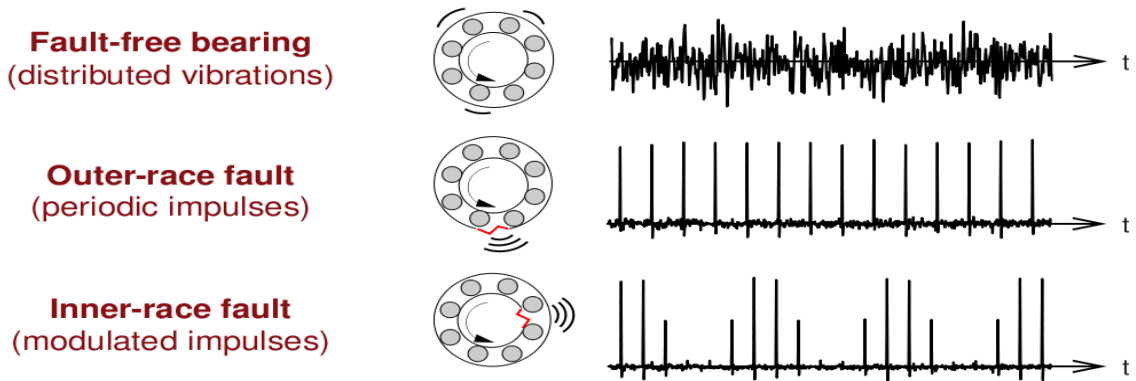 Fault-free bearing
(distributed vibrations)
t
Outer-race fault
(periodic impulses)
t
Inner-race fault
(modulated impulses)
t